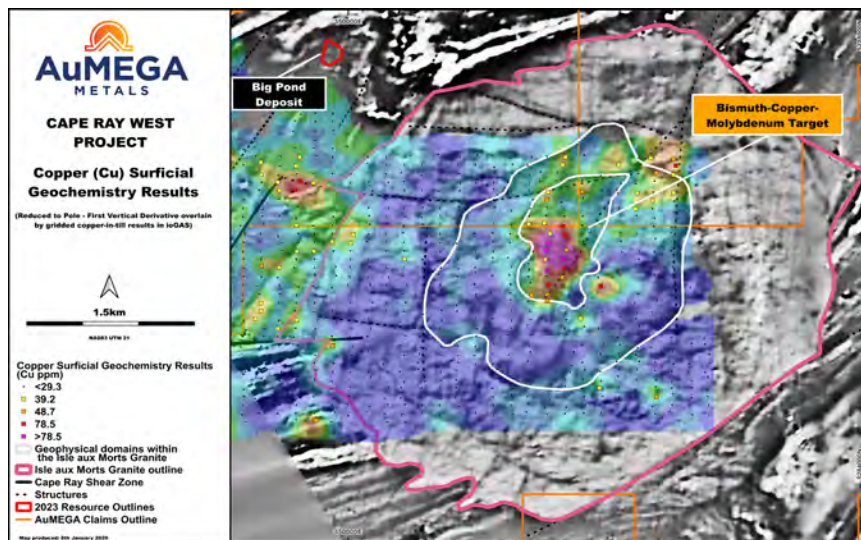 AuMEGA
METALS
CAPE RAY WEST
PROJECT
Copper (Cu) Surficial
Geochemistry Results
(Reduced to Pole - First Vertical Derivative overlain
by gridded copper-in-till results in ioGAS)
1.5km
NAD83 UTM 21
Copper Surficial Geochemistry Results
(Cu ppm)
<29.3
39.2
48.7
78.5
>78.5
Geophysical domains within
the Isle aux Morts Granite
Isle aux Morts Granite outline
Cape Ray Shear Zone
Structures
2023 Resource Outlines
AuMEGA Claims Outline
Big Pond
Deposit
Bismuth-Copper-
Molybdenum Target